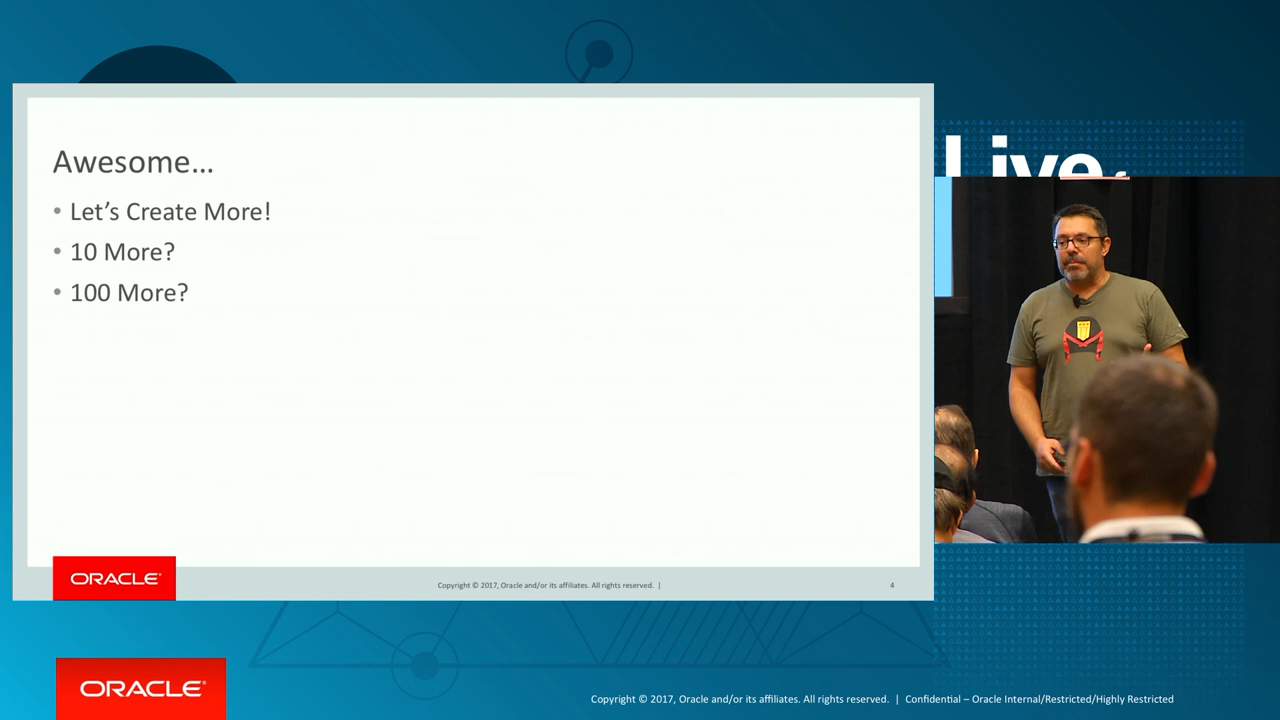 Awesome…
• Let’s Create More!
• 10 More?
• 100 More?
ORACLE®
Copyright © 2017, Oracle and/or its affiliates. All rights reserved. |
4
Live
ORACLE®
Copyright © 2017, Oracle and/or its affiliates. All rights reserved. | Confidential – Oracle Internal/Restricted/Highly Restricted